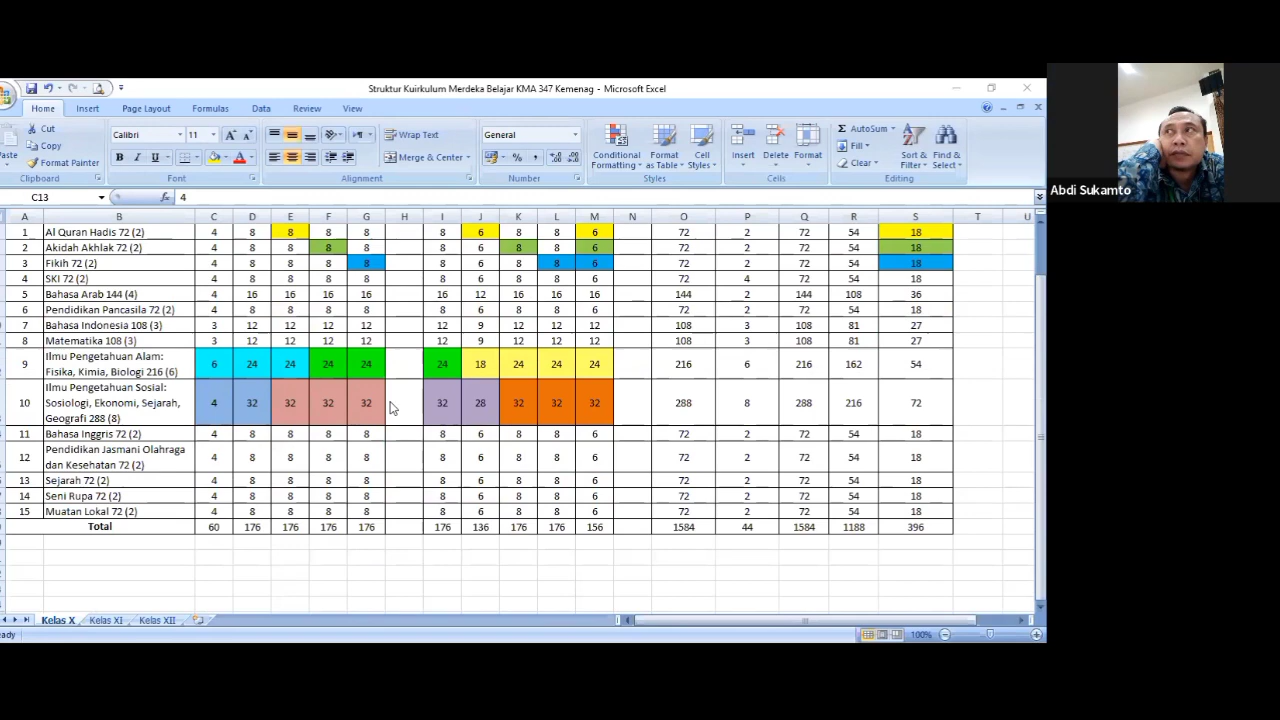 Struktur Kuirkulum Merdeka Belajar KMA 347 Kemenag - Microsoft Excel
Home Insert Page Layout Formulas Data Review View
Cut
Copy
Format Painter
Clipboard
Calibri 11
Font
Wrap Text
Merge & Center
Alignment
General
Number
Conditional Formatting
Format as Table
Cell Styles
Styles
Insert Delete Format
Cells
AutoSum
Fill
Clear
Sort & Filter
Find & Select
Editing
Abdi Sukamto
C13 fx 4
A B C D E F G H I J K L M N O P Q R S T U
1 Al Quran Hadis 72 (2) 4 8 8 8 8 8 6 8 8 6 72 2 72 54 18
2 Akidah Akhlak 72 (2) 4 8 8 8 8 8 6 8 8 6 72 6 72 54 18
3 Fikih 72 (2) 4 8 8 8 8 8 6 8 8 6 72 2 72 54 18
4 SKI 72 (2) 4 8 8 8 8 8 6 8 8 6 72 4 72 54 18
5 Bahasa Arab 144 (4) 4 16 16 16 16 16 12 16 16 16 144 2 144 108 36
6 Pendidikan Pancasila 72 (2) 4 8 8 8 8 8 6 8 8 6 72 2 72 54 18
7 Bahasa Indonesia 108 (3) 3 12 12 12 12 12 9 12 12 12 108 3 108 81 27
8 Matematika 108 (3) 3 12 12 12 12 12 9 12 12 12 108 3 108 81 27
9 Ilmu Pengetahuan Alam:
Fisika, Kimia, Biologi 216 (6) 6 24 24 24 24 24 18 24 24 24 216 6 216 162 54
10 Ilmu Pengetahuan Sosial:
Sosiologi, Ekonomi, Sejarah,
Geografi 288 (8) 4 32 32 32 32 32 28 32 32 32 288 8 288 216 72
11 Bahasa Inggris 72 (2) 4 8 8 8 8 8 6 8 8 6 72 2 72 54 18
12 Pendidikan Jasmani Olahraga
dan Kesehatan 72 (2) 4 8 8 8 8 8 6 8 8 6 72 2 72 54 18
13 Sejarah 72 (2) 4 8 8 8 8 8 6 8 8 6 72 2 72 54 18
14 Seni Rupa 72 (2) 4 8 8 8 8 8 6 8 8 6 72 2 72 54 18
15 Muatan Lokal 72 (2) 4 8 8 8 8 8 6 8 8 6 72 2 72 54 18
Total 60 176 176 176 176 176 136 176 176 156 1584 44 1584 1188 396
Kelas X Kelas XI Kelas XII
100%